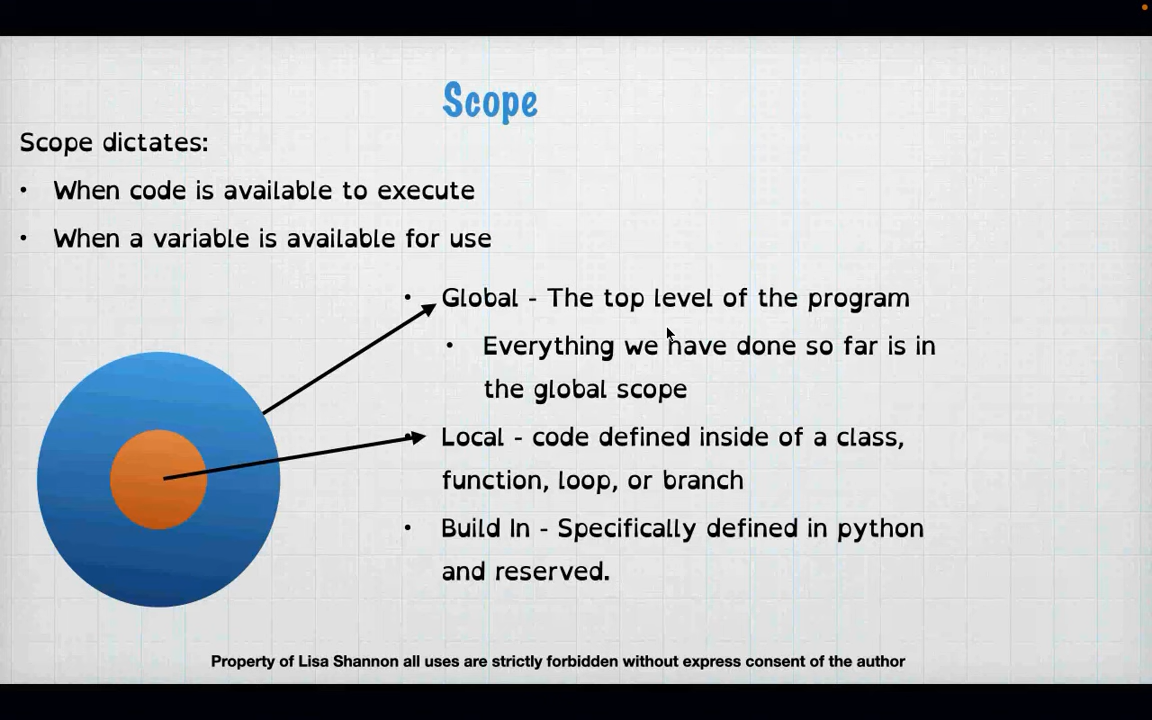 Scope
Scope dictates:
• When code is available to execute
• When a variable is available for use
• Global - The top level of the program
• Everything we have done so far is in
the global scope
• Local - code defined inside of a class,
function, loop, or branch
• Build In - Specifically defined in python
and reserved.
Property of Lisa Shannon all uses are strictly forbidden without express consent of the author